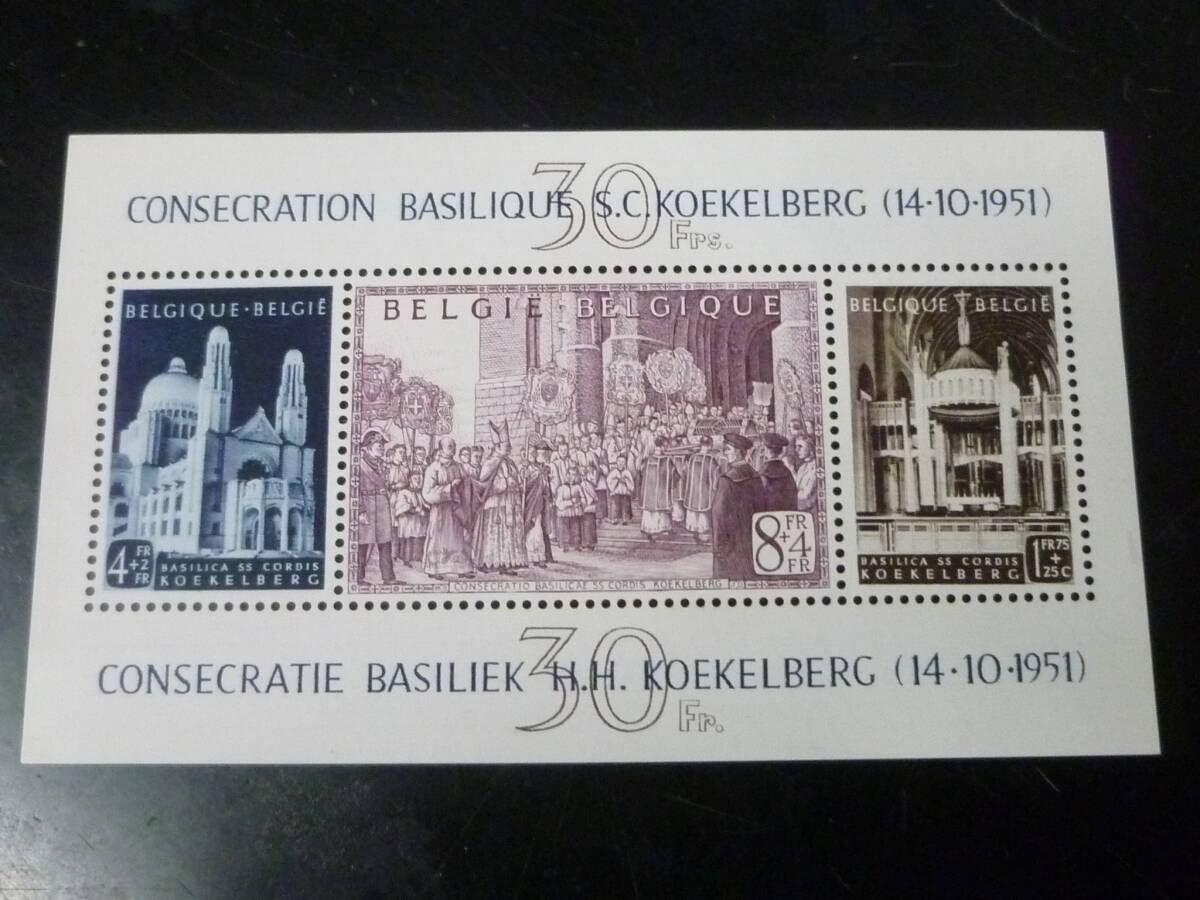 30 Frs.
CONSECRATION BASILIQUE S.C. KOEKELBERG (14·10·1951)
BELGIQUE·BELGIË
4 FR +2 FR
BASILICA SS CORDIS
KOEKELBERG
BELGIË BELGIQUE
8 FR +4 FR
CONSECRATIO BASILICAE SS CORDIS KOEKELBERG
BELGIQUE BELGIË
BASILICA SS CORDIS
KOEKELBERG
1 FR 75 + 25 C
30 Fr.
CONSECRATIE BASILIEK H.H. KOEKELBERG (14·10·1951)